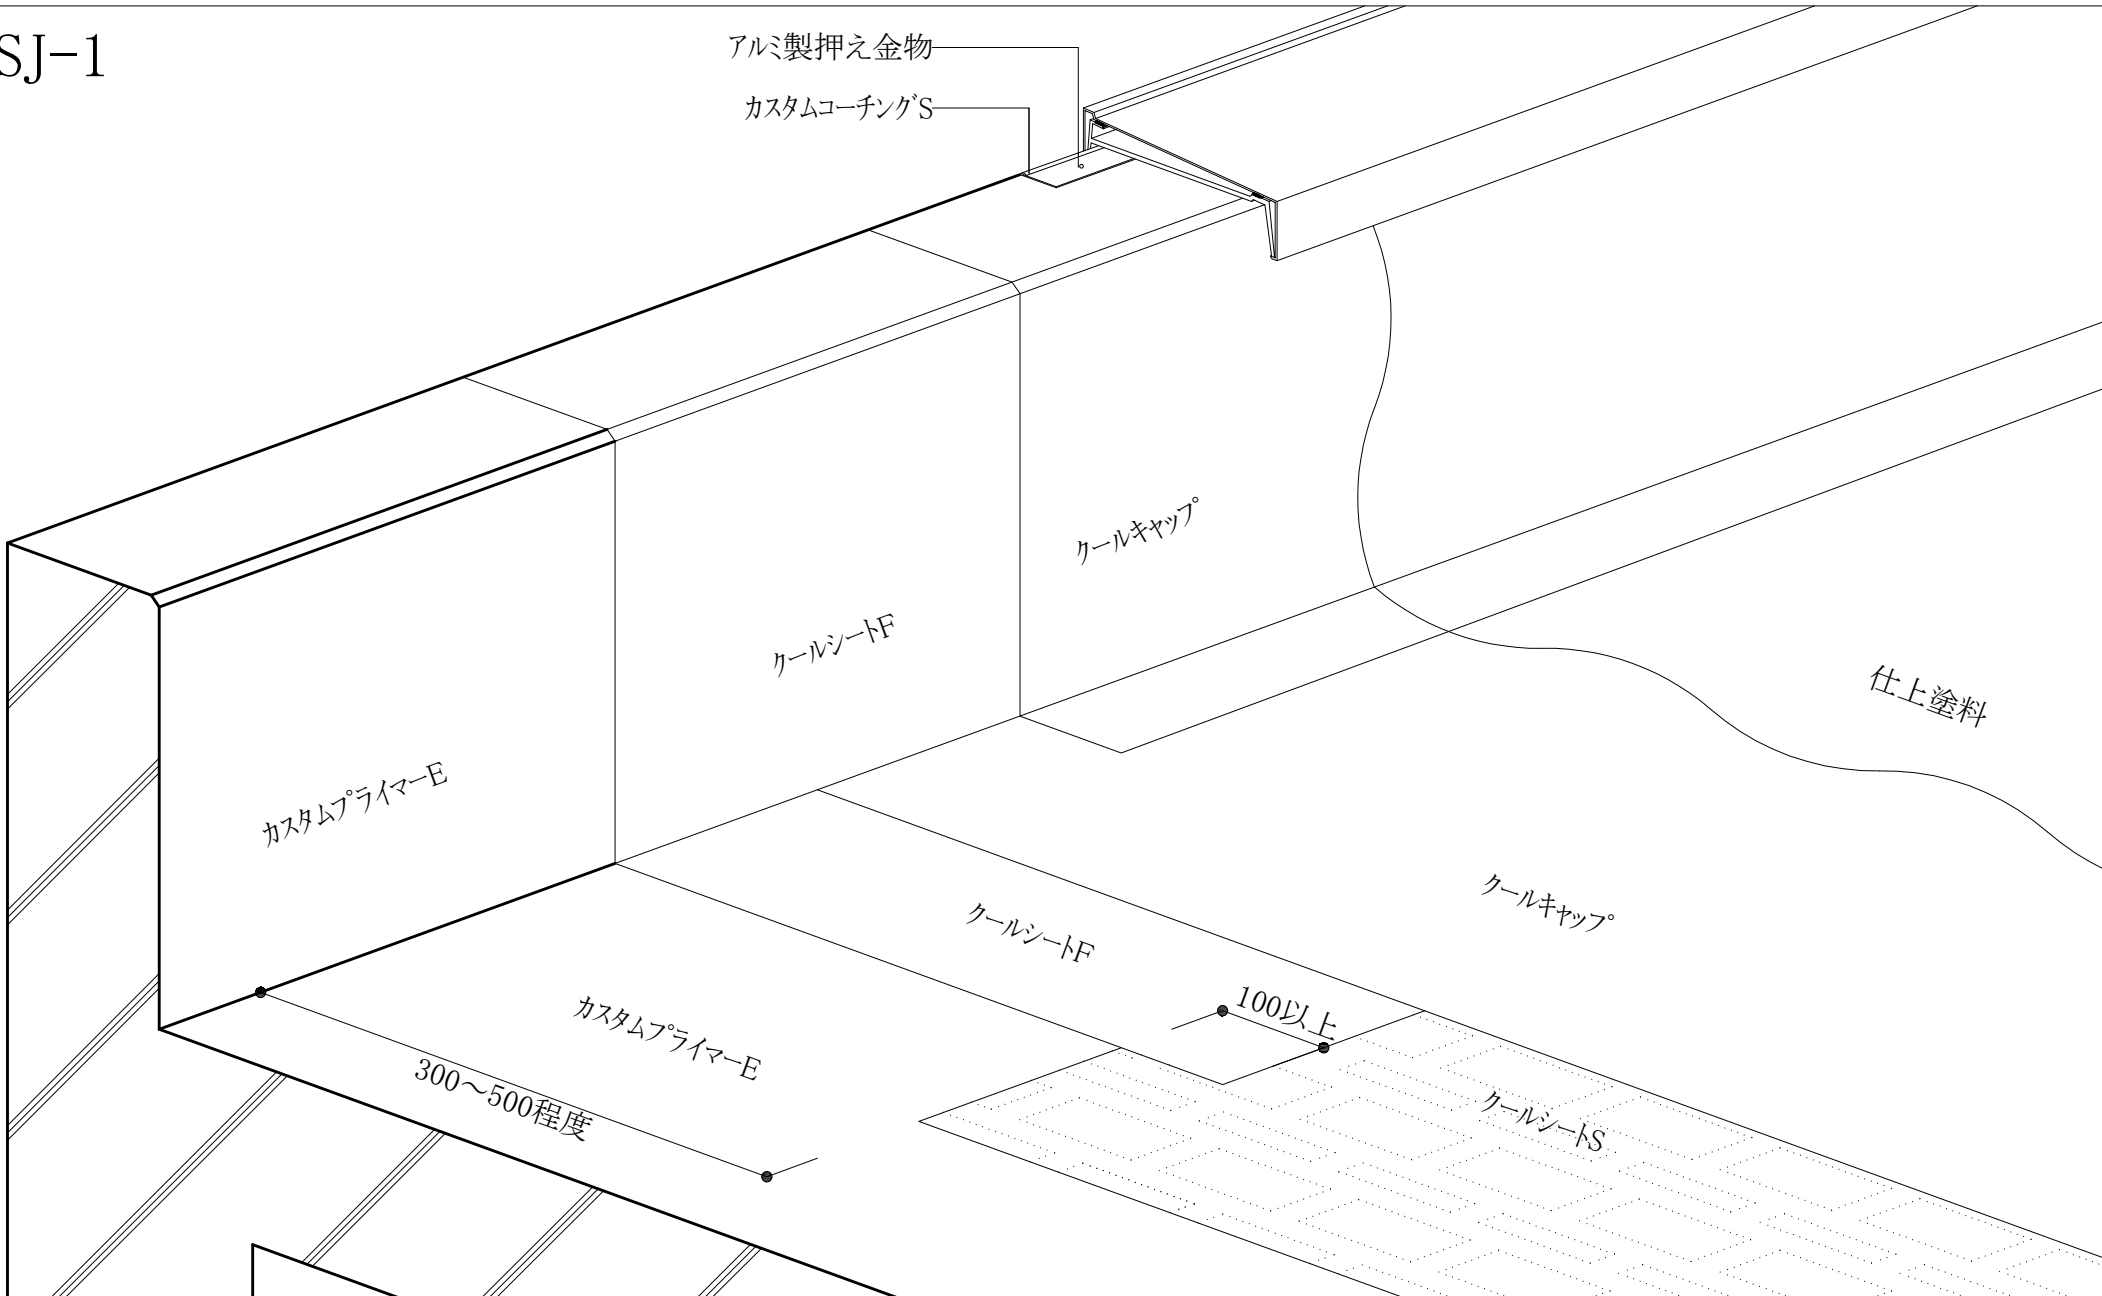 SJ-1
アルミ製押え金物
カスタムコーチングS
クールキャップ
クールシートF
カスタムプライマーE
仕上塗料
クールキャップ
クールシートF
100以上
カスタムプライマーE
300～500程度
クールシートS